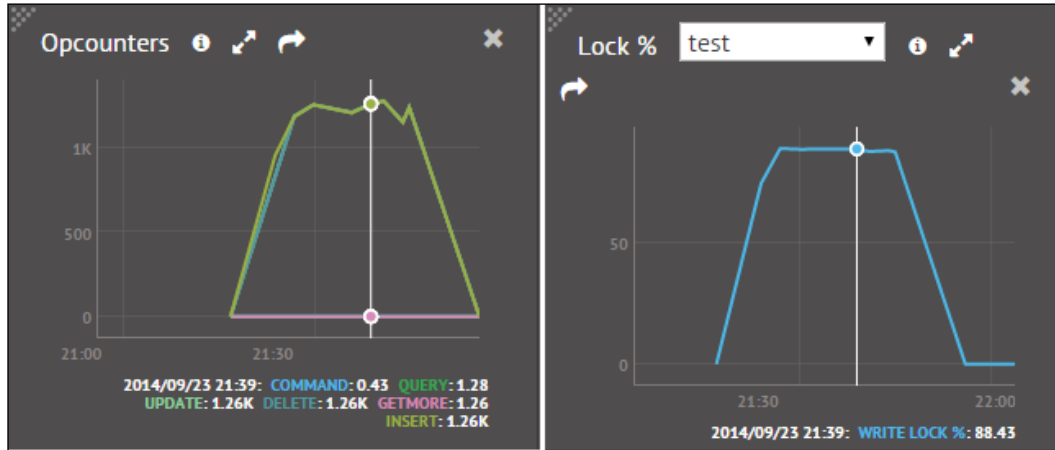 Opcounters
1K
500
0
21:00 21:30
2014/09/23 21:39: COMMAND: 0.43 QUERY: 1.28
UPDATE: 1.26K DELETE: 1.26K GETMORE: 1.26
INSERT: 1.26K
Lock % test
50
0
21:30 22:00
2014/09/23 21:39: WRITE LOCK %: 88.43